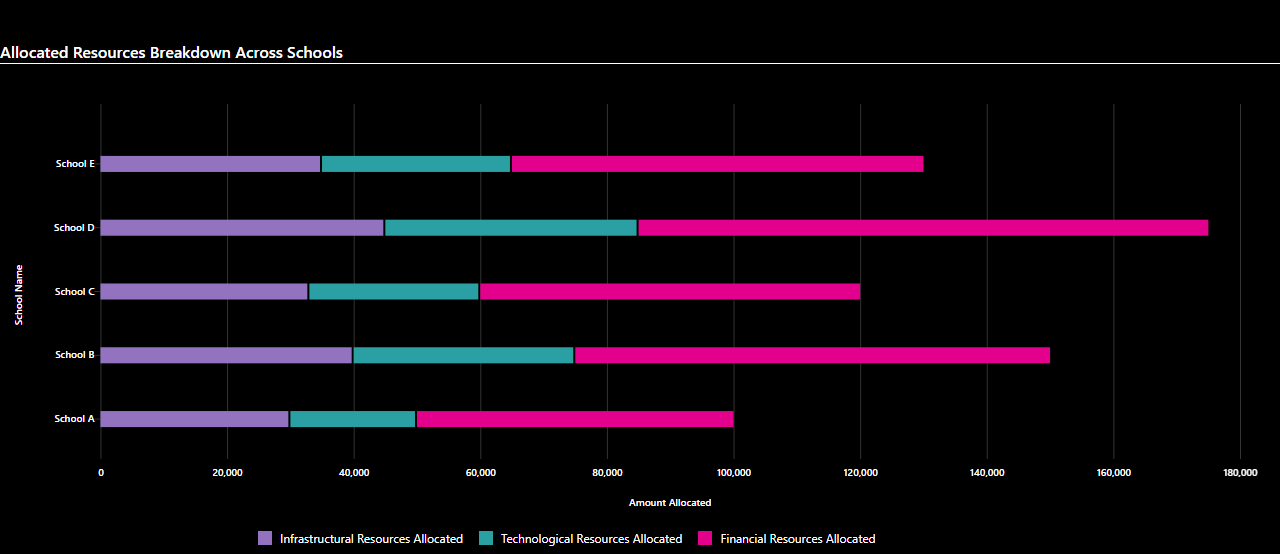 Allocated Resources Breakdown Across Schools
School E
School D
School C
School B
School A
School Name
0 20,000 40,000 60,000 80,000 100,000 120,000 140,000 160,000 180,000
Amount Allocated
Infrastructural Resources Allocated Technological Resources Allocated Financial Resources Allocated